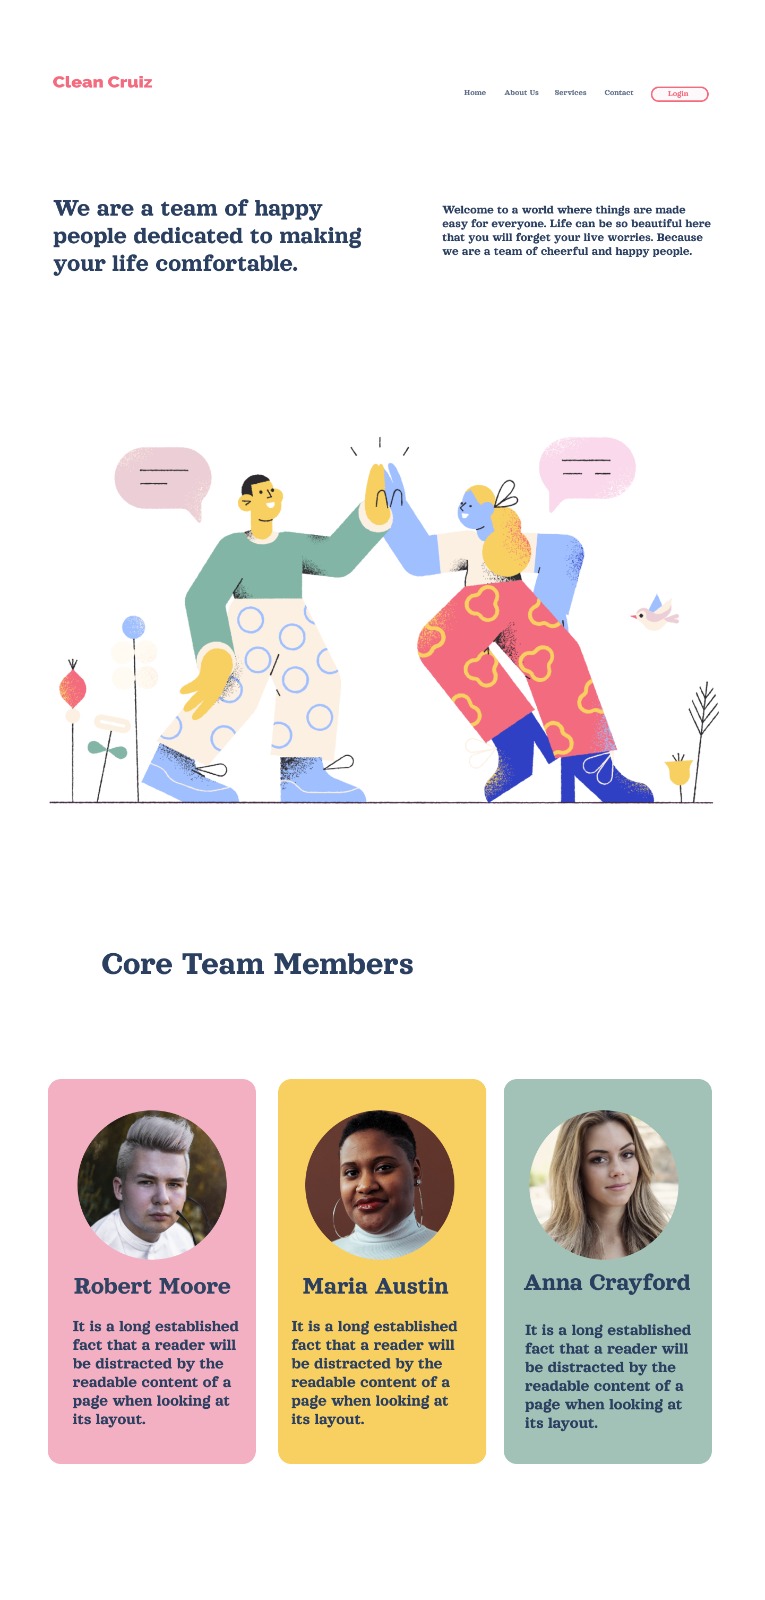 Clean Cruiz
Home About Us Services Contact Login
We are a team of happy
people dedicated to making
your life comfortable.
Welcome to a world where things are made
easy for everyone. Life can be so beautiful here
that you will forget your live worries. Because
we are a team of cheerful and happy people.
Core Team Members
Robert Moore
It is a long established
fact that a reader will
be distracted by the
readable content of a
page when looking at
its layout.
Maria Austin
It is a long established
fact that a reader will
be distracted by the
readable content of a
page when looking at
its layout.
Anna Crayford
It is a long established
fact that a reader will
be distracted by the
readable content of a
page when looking at
its layout.